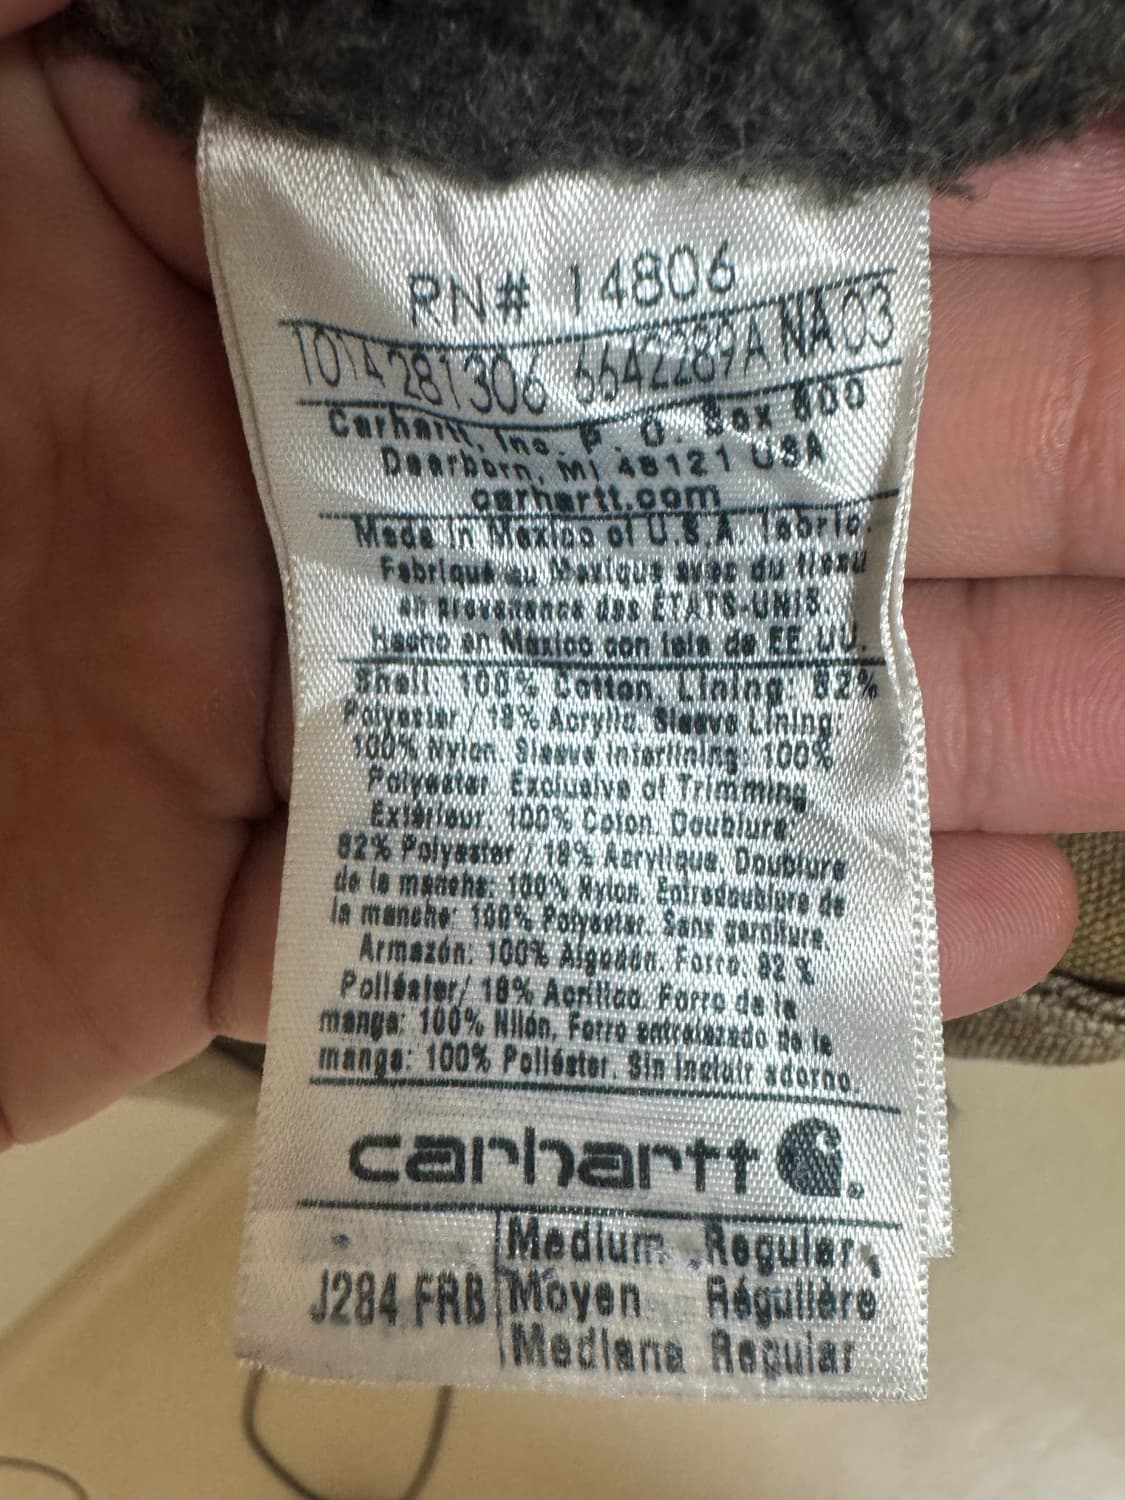 RN# 14806
1014281306 6642289A NA 03
Carhartt, Inc. P. O. Box 600
Dearborn, MI 48121 USA
carhartt.com
Made in Mexico of U.S.A. fabric.
Fabriqué au Mexique avec du tissu
en provenance des ÉTATS-UNIS.
Hecho en Mexico con tela de EE.UU.
Shell: 100% Cotton. Lining: 82%
Polyester / 18% Acrylic. Sleeve Lining:
100% Nylon. Sleeve Interlining: 100%
Polyester. Exclusive of Trimming
Extérieur: 100% Coton. Doublure
82% Polyester / 18% Acrylique. Doublure
de la manche: 100% Nylon. Entredoublure de
la manche: 100% Polyester. Sans garniture.
Armazón: 100% Algodón. Forro: 82%
Poliéster/ 18% Acrílico. Forro de la
manga: 100% Nilón. Forro entrelazado de la
manga: 100% Poliéster. Sin incluir adorno.
carhartt
J284 FRB
Medium Regular
Moyen Régulière
Mediana Regular